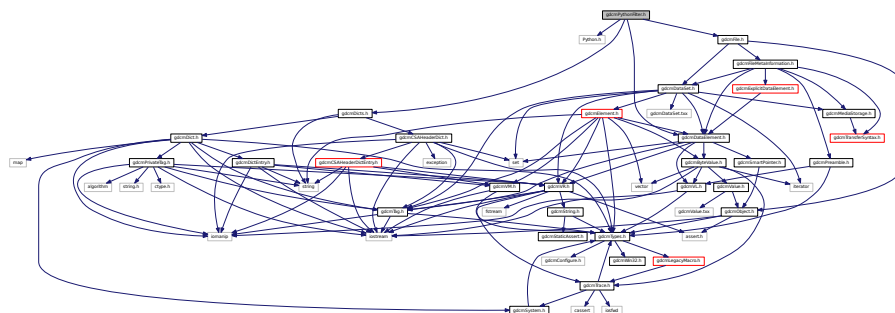 gdcmPythonFilter.h
Python.h
gdcmFile.h
gdcmFileMetaInformation.h
gdcmDataSet.h
gdcmExplicitDataElement.h
gdcmDicts.h
gdcmElement.h
gdcmDataSet.txx
gdcmMediaStorage.h
gdcmDict.h
gdcmCSAHeaderDict.h
gdcmDataElement.h
gdcmTransferSyntax.h
map
gdcmPrivateTag.h
gdcmDictEntry.h
gdcmCSAHeaderDictEntry.h
exception
set
gdcmByteValue.h
gdcmSmartPointer.h
gdcmPreamble.h
algorithm
string.h
ctype.h
string
gdcmVM.h
gdcmVR.h
vector
gdcmVL.h
gdcmValue.h
iterator
gdcmTag.h
fstream
gdcmString.h
gdcmValue.txx
gdcmObject.h
iomanip
iostream
gdcmStaticAssert.h
gdcmTypes.h
assert.h
gdcmConfigure.h
gdcmWin32.h
gdcmLegacyMacro.h
gdcmTrace.h
gdcmSystem.h
cassert
iosfwd